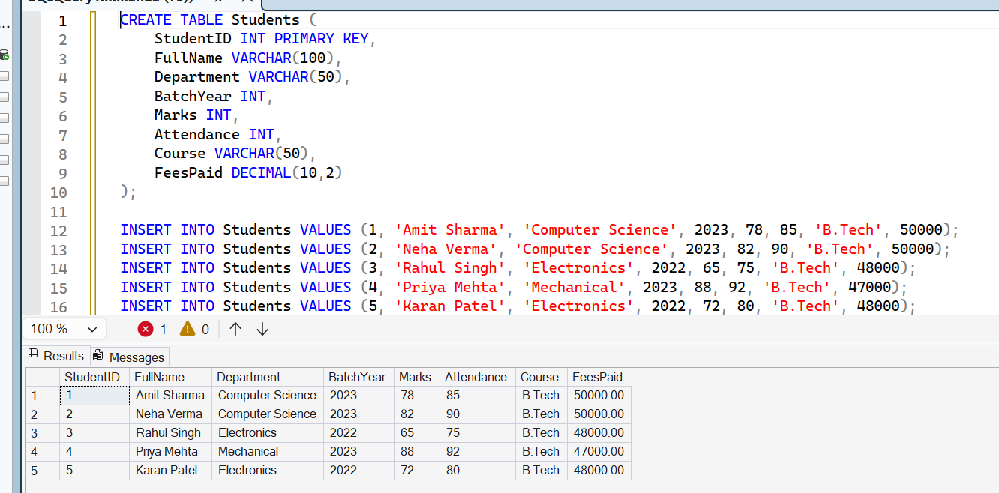 1 CREATE TABLE Students (
2 StudentID INT PRIMARY KEY,
3 FullName VARCHAR(100),
4 Department VARCHAR(50),
5 BatchYear INT,
6 Marks INT,
7 Attendance INT,
8 Course VARCHAR(50),
9 FeesPaid DECIMAL(10,2)
10 );
11
12 INSERT INTO Students VALUES (1, 'Amit Sharma', 'Computer Science', 2023, 78, 85, 'B.Tech', 50000);
13 INSERT INTO Students VALUES (2, 'Neha Verma', 'Computer Science', 2023, 82, 90, 'B.Tech', 50000);
14 INSERT INTO Students VALUES (3, 'Rahul Singh', 'Electronics', 2022, 65, 75, 'B.Tech', 48000);
15 INSERT INTO Students VALUES (4, 'Priya Mehta', 'Mechanical', 2023, 88, 92, 'B.Tech', 47000);
16 INSERT INTO Students VALUES (5, 'Karan Patel', 'Electronics', 2022, 72, 80, 'B.Tech', 48000);
100 % 1 0
Results Messages
StudentID FullName Department BatchYear Marks Attendance Course FeesPaid
1 1 Amit Sharma Computer Science 2023 78 85 B.Tech 50000.00
2 2 Neha Verma Computer Science 2023 82 90 B.Tech 50000.00
3 3 Rahul Singh Electronics 2022 65 75 B.Tech 48000.00
4 4 Priya Mehta Mechanical 2023 88 92 B.Tech 47000.00
5 5 Karan Patel Electronics 2022 72 80 B.Tech 48000.00